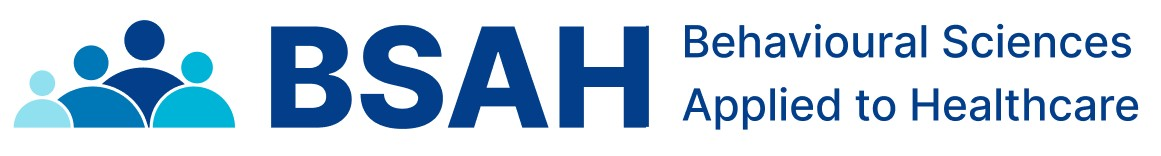 BSAH
Behavioural Sciences
Applied to Healthcare